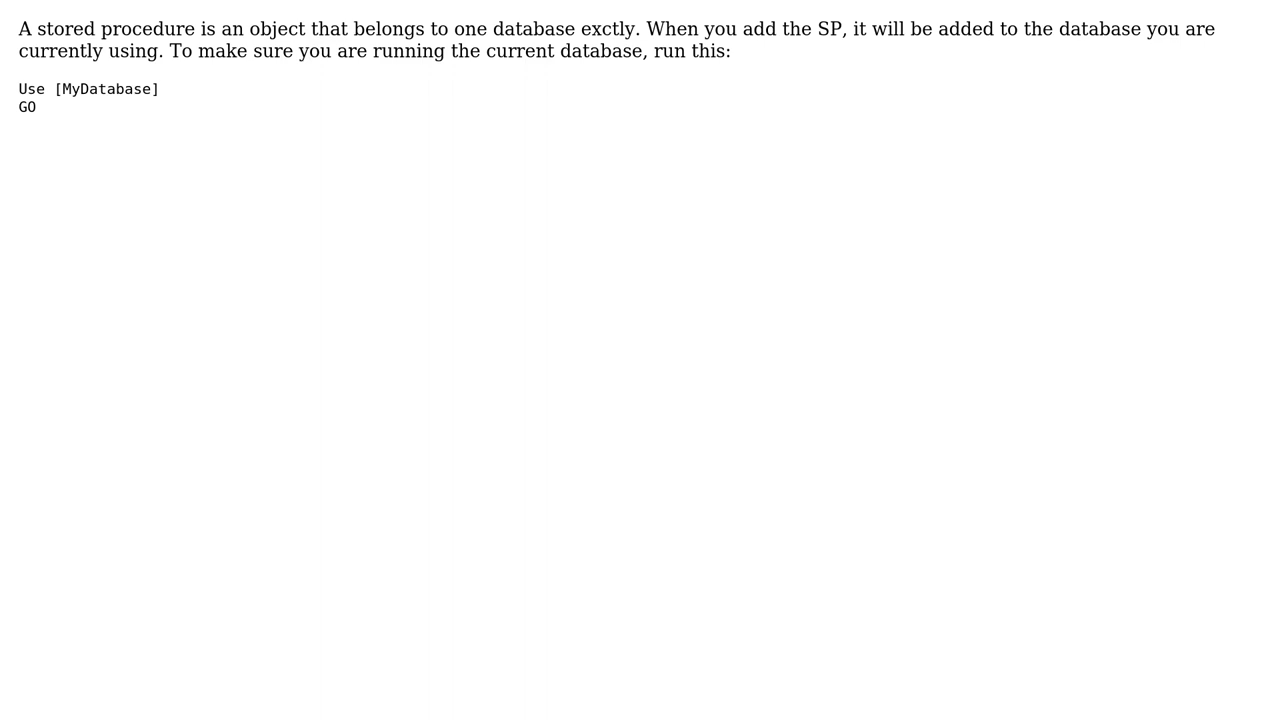 A stored procedure is an object that belongs to one database exctly. When you add the SP, it will be added to the database you are
currently using. To make sure you are running the current database, run this:
Use [MyDatabase]
GO